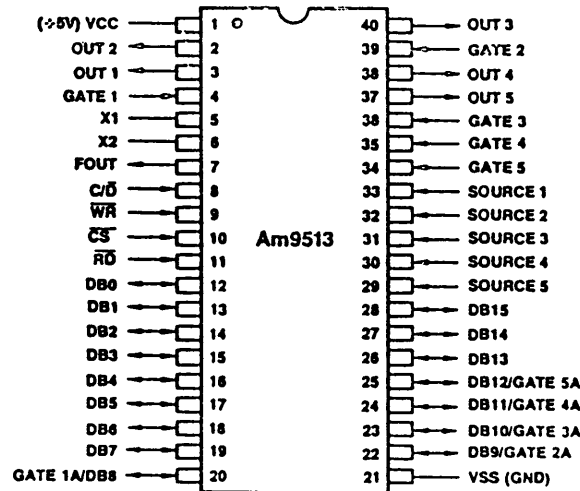 (+5V) VCC 1 40 OUT 3
OUT 2 2 39 GATE 2
OUT 1 3 38 OUT 4
GATE 1 4 37 OUT 5
X1 5 36 GATE 3
X2 6 35 GATE 4
FOUT 7 34 GATE 5
C/D̅ 8 33 SOURCE 1
W̅R̅ 9 32 SOURCE 2
C̅S̅ 10 Am9513 31 SOURCE 3
R̅D̅ 11 30 SOURCE 4
DB0 12 29 SOURCE 5
DB1 13 28 DB15
DB2 14 27 DB14
DB3 15 26 DB13
DB4 16 25 DB12/GATE 5A
DB5 17 24 DB11/GATE 4A
DB6 18 23 DB10/GATE 3A
DB7 19 22 DB9/GATE 2A
GATE 1A/DB8 20 21 VSS (GND)